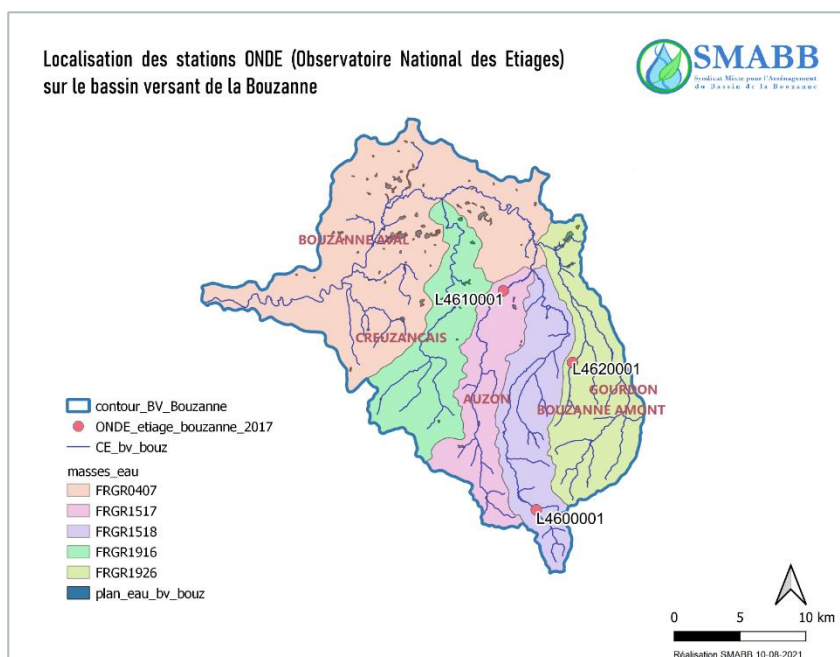 Localisation des stations ONDE (Observatoire National des Etiages)
sur le bassin versant de la Bouzanne
SMABB
Syndicat Mixte pour l'Aménagement
du Bassin de la Bouzanne
BOUZANNE AVAL
L4610001
CREUZANCAIS
L4620001
GOURDON
AUZON
BOUZANNE AMONT
L4600001
contour_BV_Bouzanne
ONDE_etiage_bouzanne_2017
CE_bv_bouz
masses_eau
FRGR0407
FRGR1517
FRGR1518
FRGR1916
FRGR1926
plan_eau_bv_bouz
0 5 10 km
Réalisation SMABB 10-08-2021